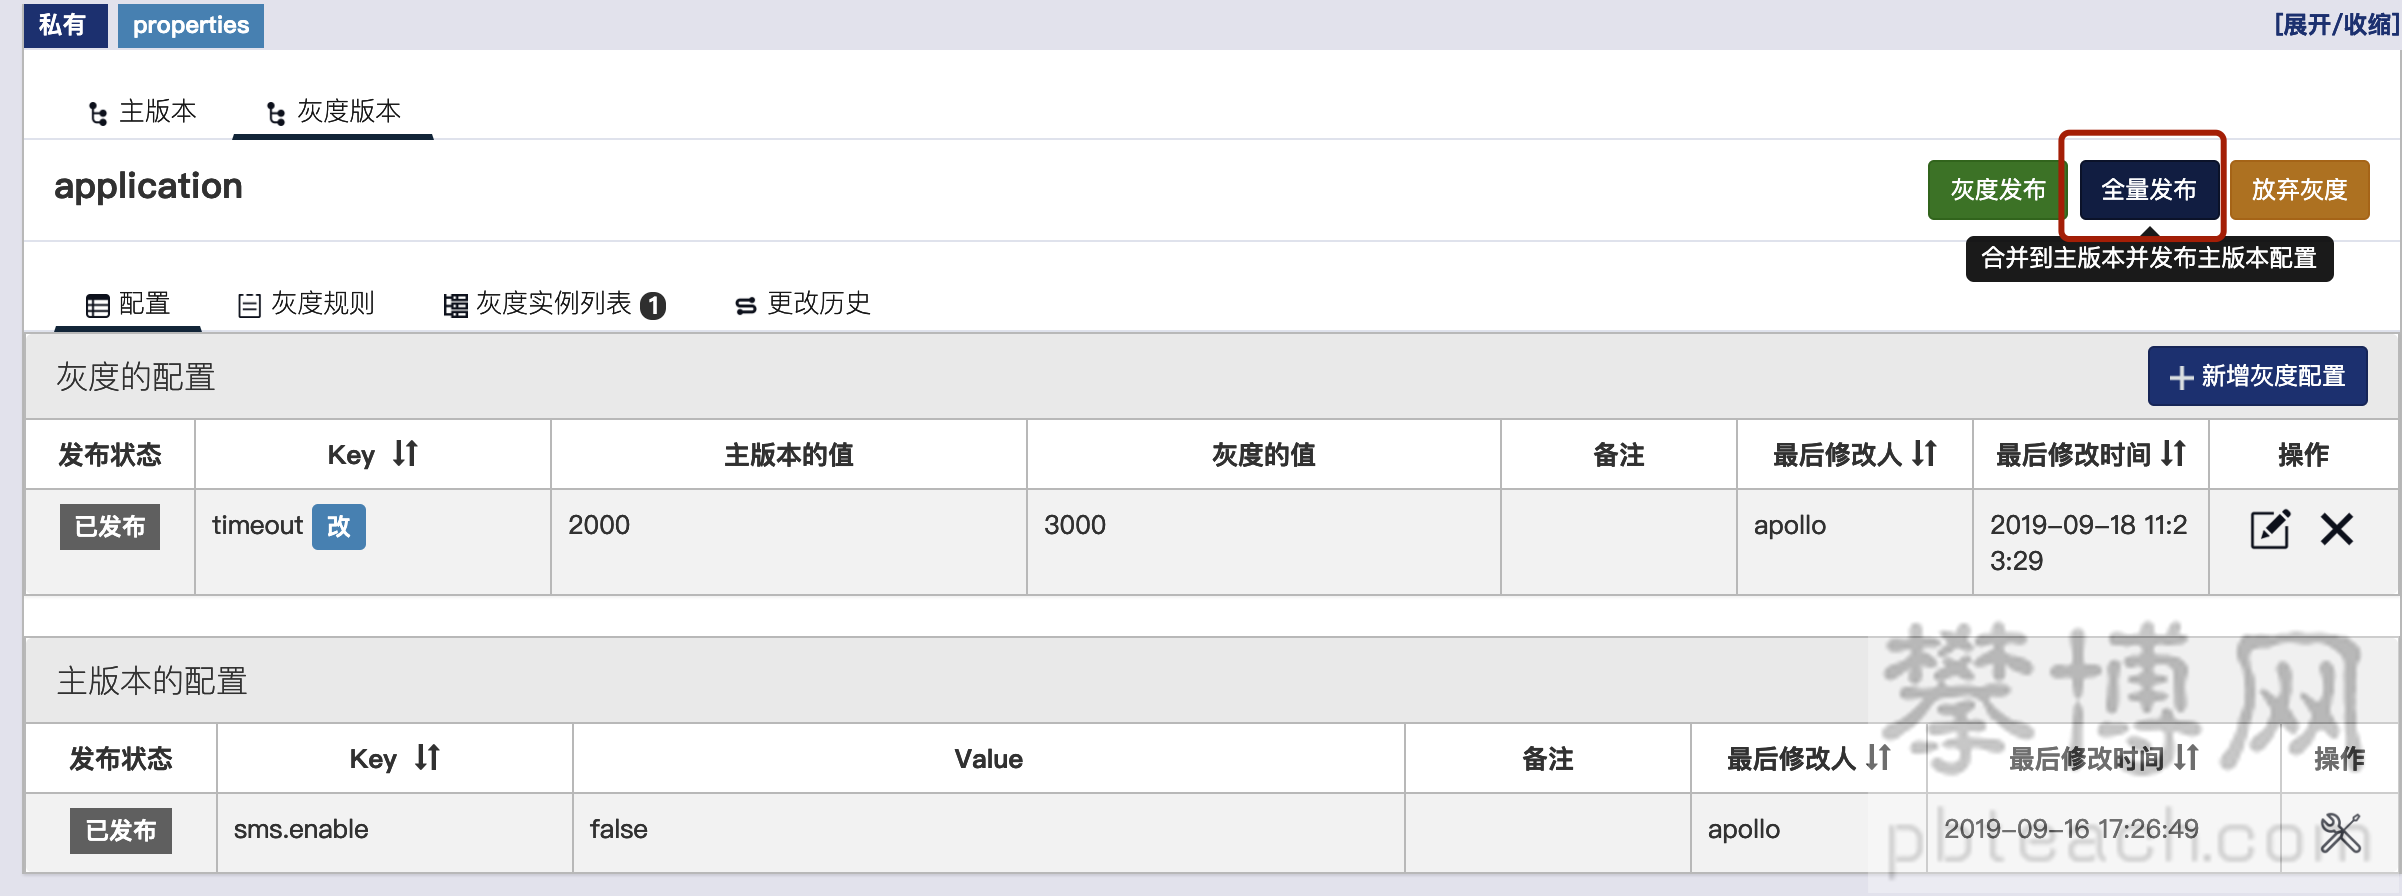 私有 properties [展开/收缩]
主版本 灰度版本
application 灰度发布 全量发布 放弃灰度
合并到主版本并发布主版本配置
配置 灰度规则 灰度实例列表 1 更改历史
灰度的配置 新增灰度配置
发布状态 Key 主版本的值 灰度的值 备注 最后修改人 最后修改时间 操作
已发布 timeout 改 2000 3000 apollo 2019-09-18 11:2
3:29
主版本的配置
攀博网
发布状态 Key Value 备注 最后修改人 最后修改时间 操作
已发布 sms.enable false apollo 2019-09-16 17:26:49
pbteach.com